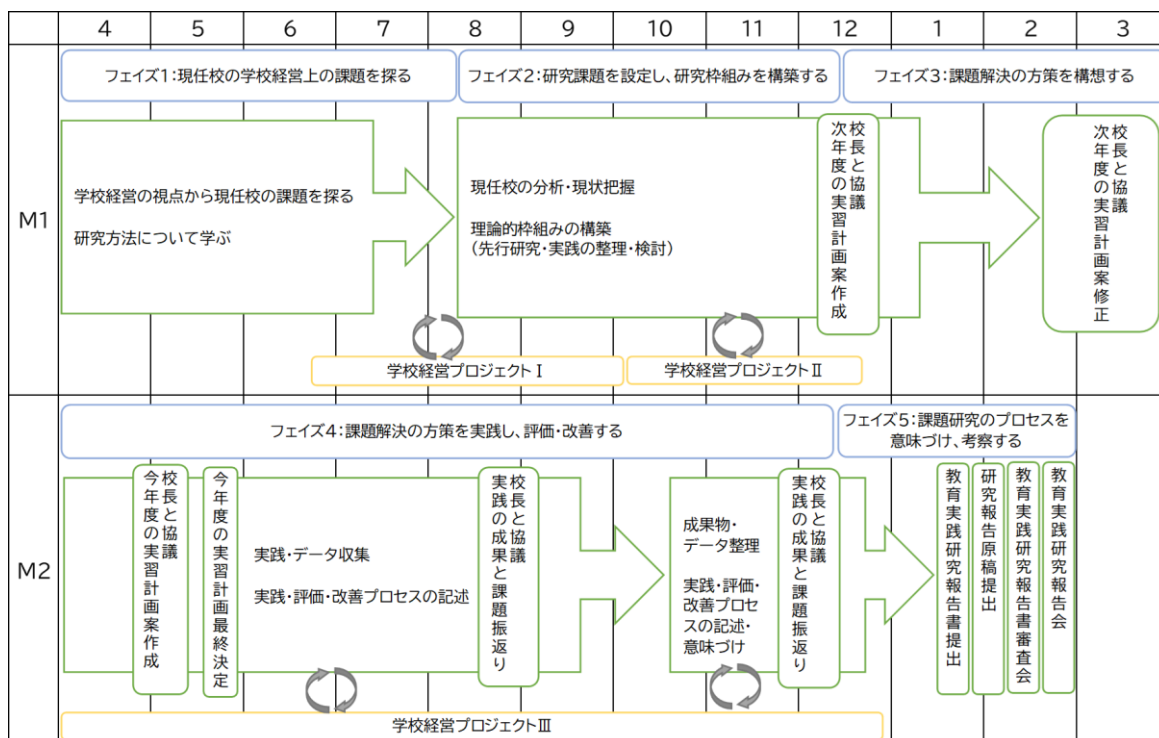 4 5 6 7 8 9 10 11 12 1 2 3
M1
フェイズ1:現任校の学校経営上の課題を探る
フェイズ2:研究課題を設定し、研究枠組みを構築する
フェイズ3:課題解決の方策を構想する
学校経営の視点から現任校の課題を探る
研究方法について学ぶ
現任校の分析・現状把握
理論的枠組みの構築
(先行研究・実践の整理・検討)
校長と協議
次年度の実習計画案作成
校長と協議
次年度の実習計画案修正
学校経営プロジェクトⅠ
学校経営プロジェクトⅡ
M2
フェイズ4:課題解決の方策を実践し、評価・改善する
フェイズ5:課題研究のプロセスを
意味づけ、考察する
校長と協議
今年度の実習計画案作成
今年度の実習計画最終決定
実践・データ収集
実践・評価・改善プロセスの記述
校長と協議
実践の成果と課題振返り
成果物・
データ整理
実践・評価・
改善プロセ
スの記述・
意味づけ
校長と協議
実践の成果と課題振返り
教育実践研究報告書提出
研究報告原稿提出
教育実践研究報告書審査会
教育実践研究報告会
学校経営プロジェクトⅢ